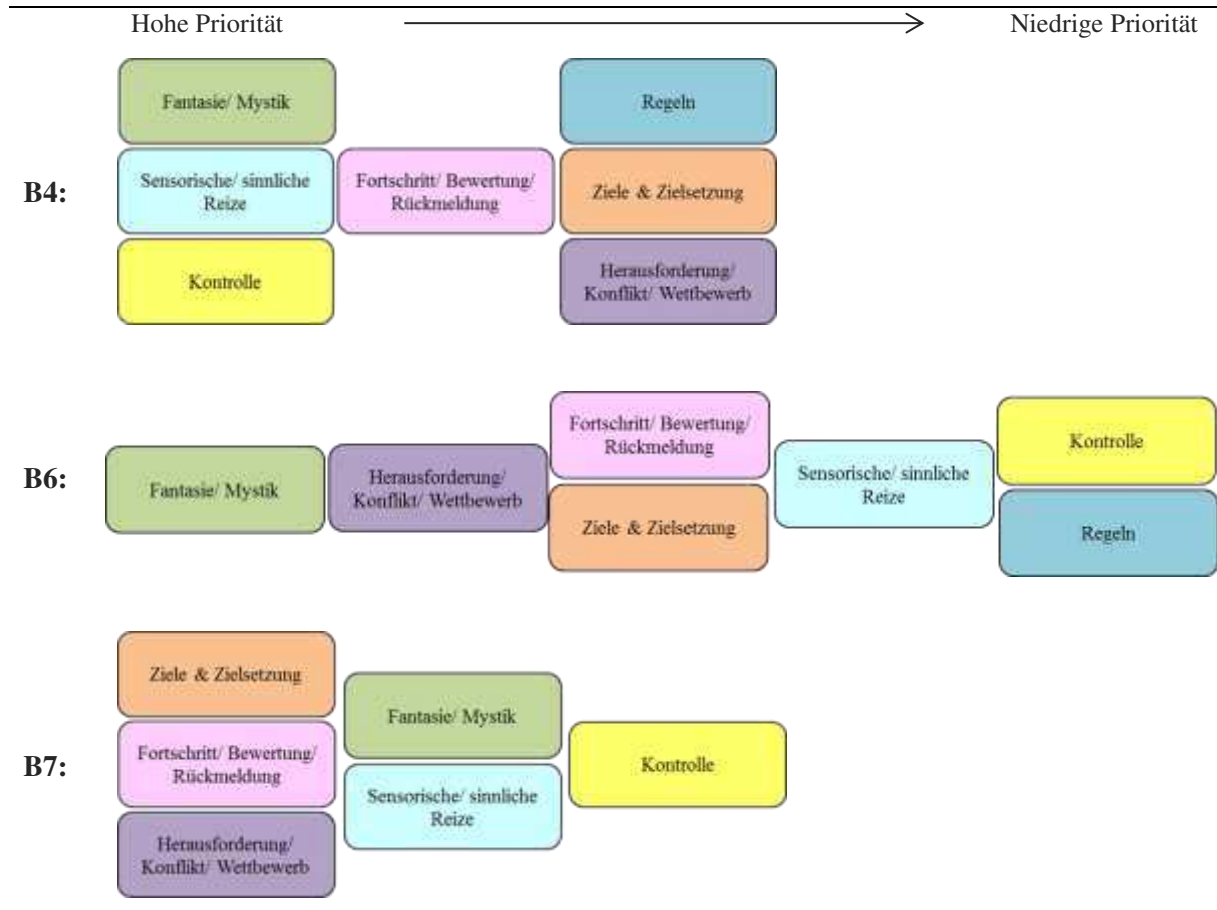 Hohe Priorität
Niedrige Priorität
B4:
Fantasie/ Mystik
Sensorische/ sinnliche
Reize
Kontrolle
Fortschritt/ Bewertung/
Rückmeldung
Regeln
Ziele & Zielsetzung
Herausforderung/
Konflikt/ Wettbewerb
B6:
Fantasie/ Mystik
Herausforderung/
Konflikt/ Wettbewerb
Fortschritt/ Bewertung/
Rückmeldung
Ziele & Zielsetzung
Sensorische/ sinnliche
Reize
Kontrolle
Regeln
B7:
Ziele & Zielsetzung
Fortschritt/ Bewertung/
Rückmeldung
Herausforderung/
Konflikt/ Wettbewerb
Fantasie/ Mystik
Sensorische/ sinnliche
Reize
Kontrolle